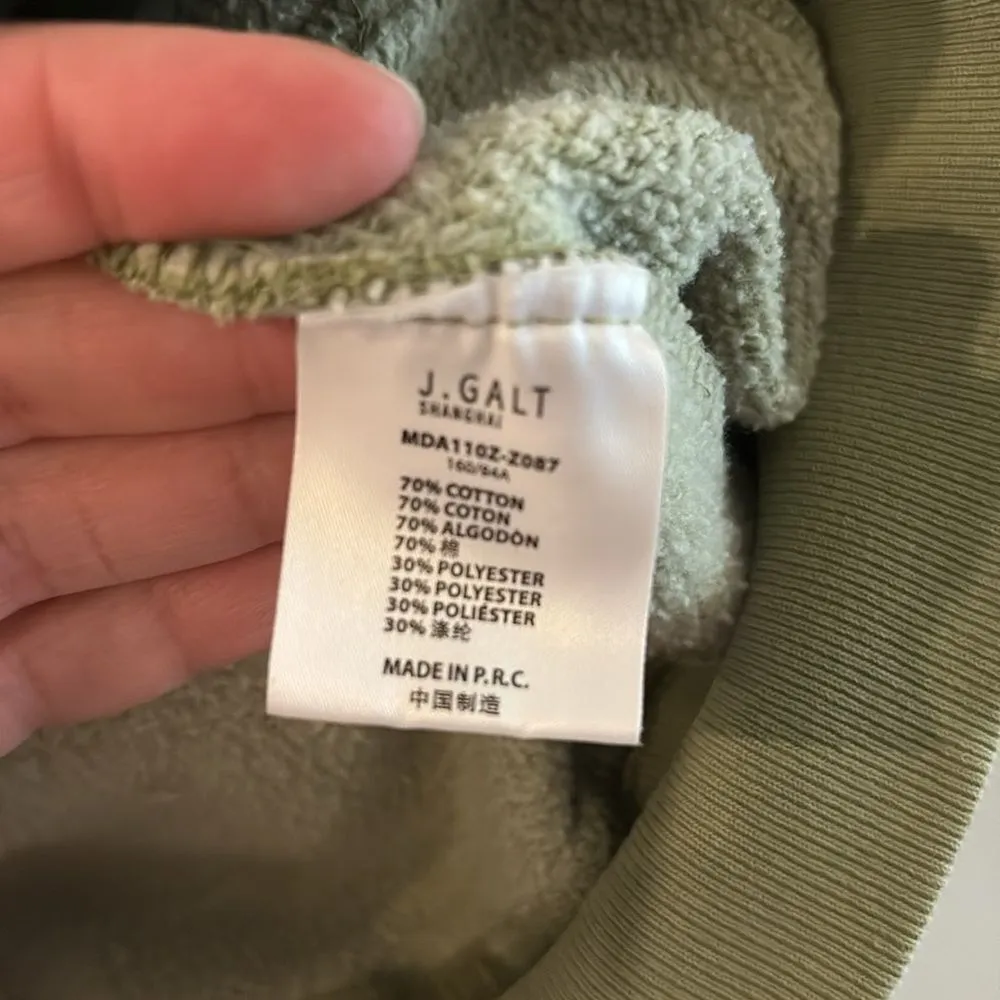 J.GALT
SHANGHAI
MDA110Z-Z087
160/84A
70% COTTON
70% COTON
70% ALGODÒN
70% 棉
30% POLYESTER
30% POLYESTER
30% POLIÉSTER
30% 涤纶
MADE IN P.R.C.
中国制造